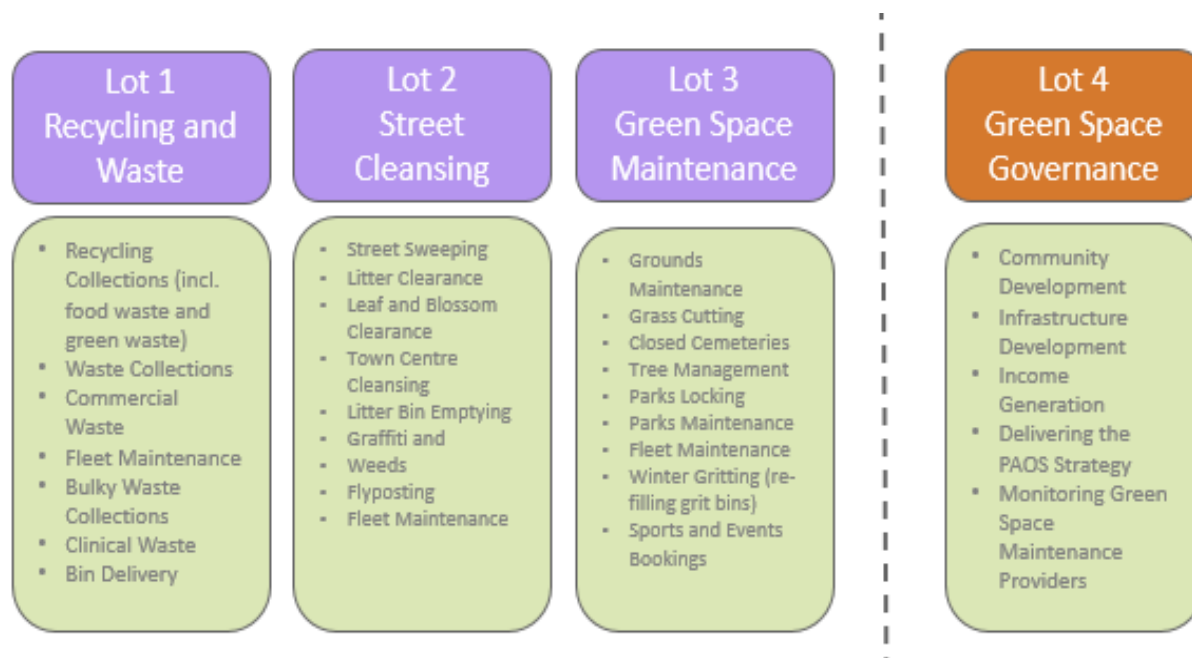 Lot 1
Recycling and
Waste
• Recycling
Collections (incl.
food waste and
green waste)
• Waste Collections
• Commercial
Waste
• Fleet Maintenance
• Bulky Waste
Collections
• Clinical Waste
• Bin Delivery
Lot 2
Street
Cleansing
• Street Sweeping
• Litter Clearance
• Leaf and Blossom
Clearance
• Town Centre
Cleansing
• Litter Bin Emptying
• Graffiti and
• Weeds
• Flyposting
• Fleet Maintenance
Lot 3
Green Space
Maintenance
• Grounds
Maintenance
• Grass Cutting
• Closed Cemeteries
• Tree Management
• Parks Locking
• Parks Maintenance
• Fleet Maintenance
• Winter Gritting (re-
filling grit bins)
• Sports and Events
Bookings
Lot 4
Green Space
Governance
• Community
Development
• Infrastructure
Development
• Income
Generation
• Delivering the
PAOS Strategy
• Monitoring Green
Space
Maintenance
Providers